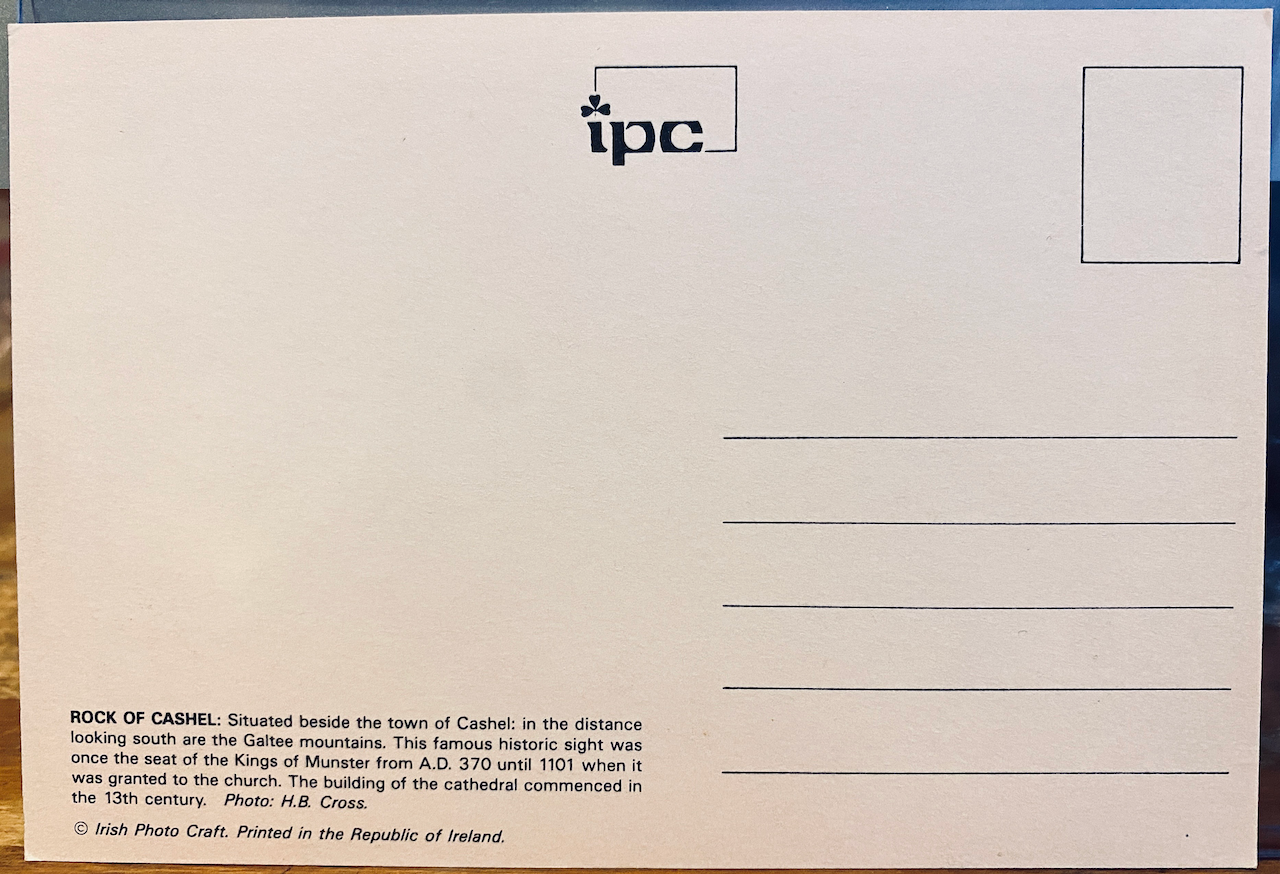 ipc
ROCK OF CASHEL: Situated beside the town of Cashel: in the distance
looking south are the Galtee mountains. This famous historic sight was
once the seat of the Kings of Munster from A.D. 370 until 1101 when it
was granted to the church. The building of the cathedral commenced in
the 13th century. Photo: H.B. Cross.
© Irish Photo Craft. Printed in the Republic of Ireland.